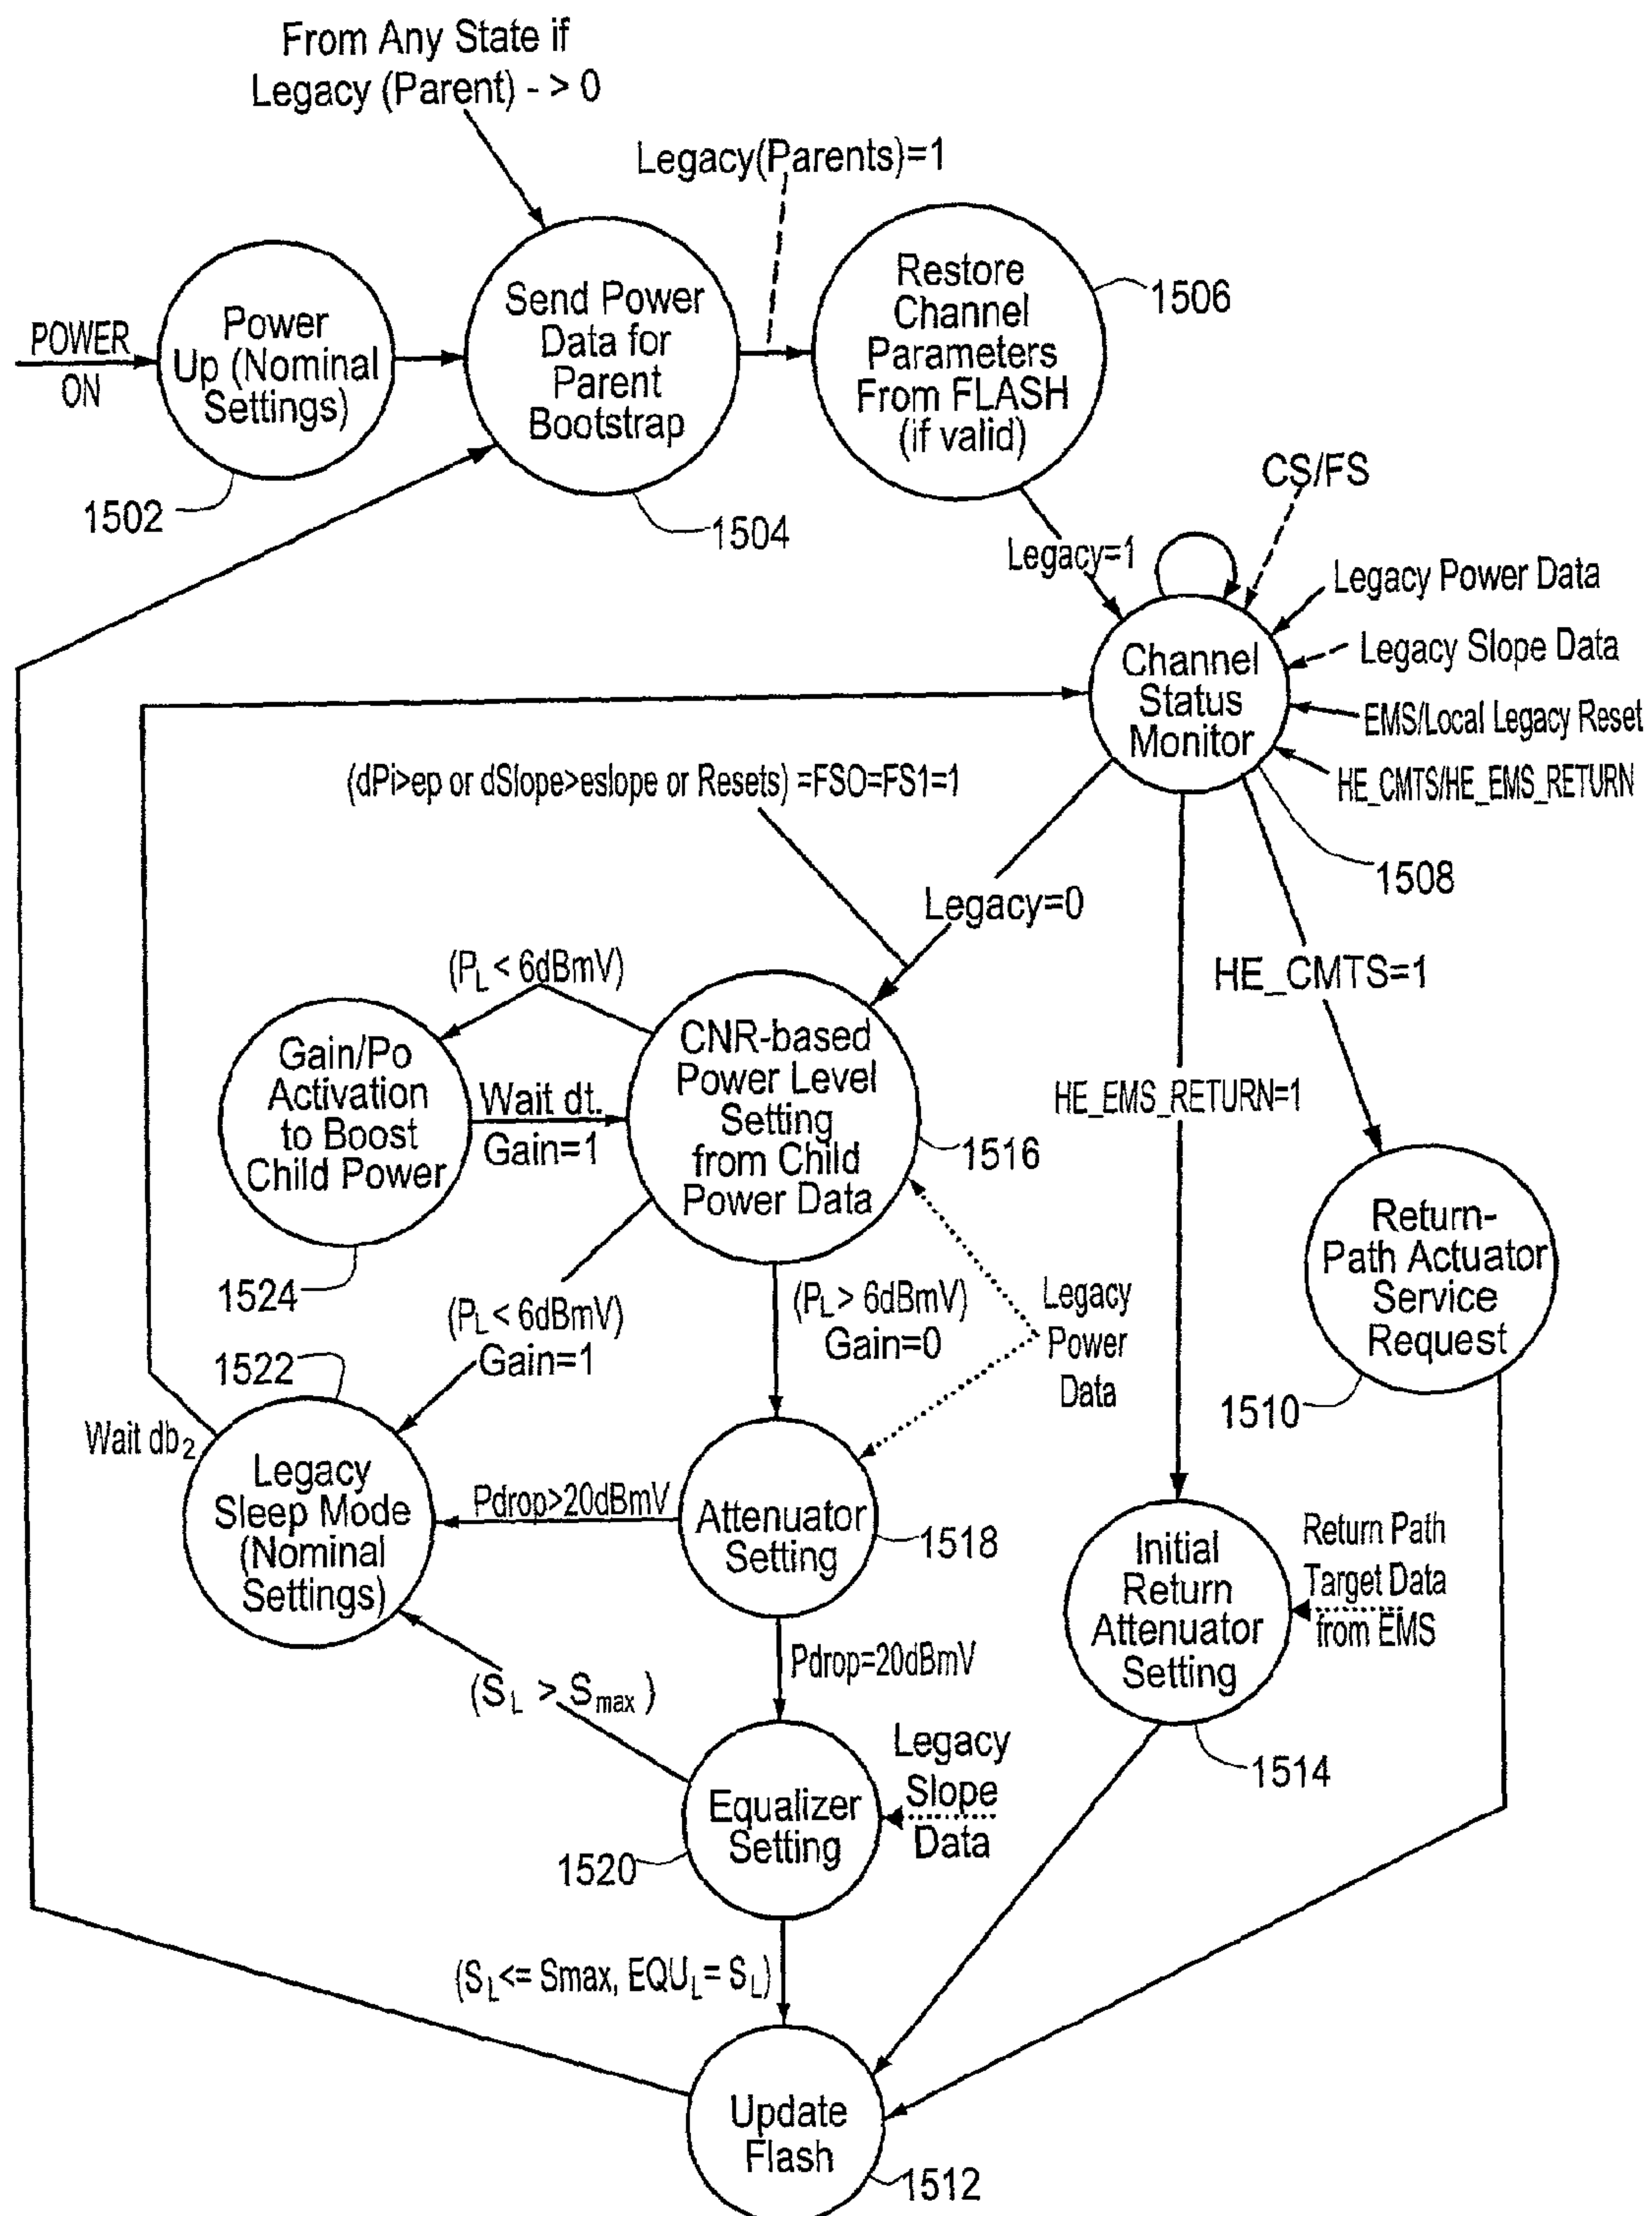 From Any State if
Legacy (Parent) - > 0
Legacy(Parents)=1
POWER
ON
Power
Up (Nominal
Settings)
1502
Send Power
Data for
Parent
Bootstrap
1504
Restore
Channel
Parameters
From FLASH
(if valid)
1506
Legacy=1
CS/FS
Legacy Power Data
Legacy Slope Data
EMS/Local Legacy Reset
HE_CMTS/HE_EMS_RETURN
Channel
Status
Monitor
1508
(dPi>ep or dSlope>eslope or Resets) =FSO=FS1=1
Legacy=0
HE_CMTS=1
HE_EMS_RETURN=1
(PL < 6dBmV)
Gain/Po
Activation
to Boost
Child Power
1524
Wait dt.
Gain=1
CNR-based
Power Level
Setting
from Child
Power Data
1516
Return-
Path Actuator
Service
Request
1510
(PL < 6dBmV)
Gain=1
(PL > 6dBmV)
Gain=0
Legacy
Power
Data
1522
Wait db2
Legacy
Sleep Mode
(Nominal
Settings)
Pdrop>20dBmV
Attenuator
Setting
1518
Initial
Return
Attenuator
Setting
1514
Return Path
Target Data
from EMS
Pdrop=20dBmV
(SL > Smax )
Equalizer
Setting
1520
Legacy
Slope
Data
(SL<= Smax, EQUL= SL)
Update
Flash
1512